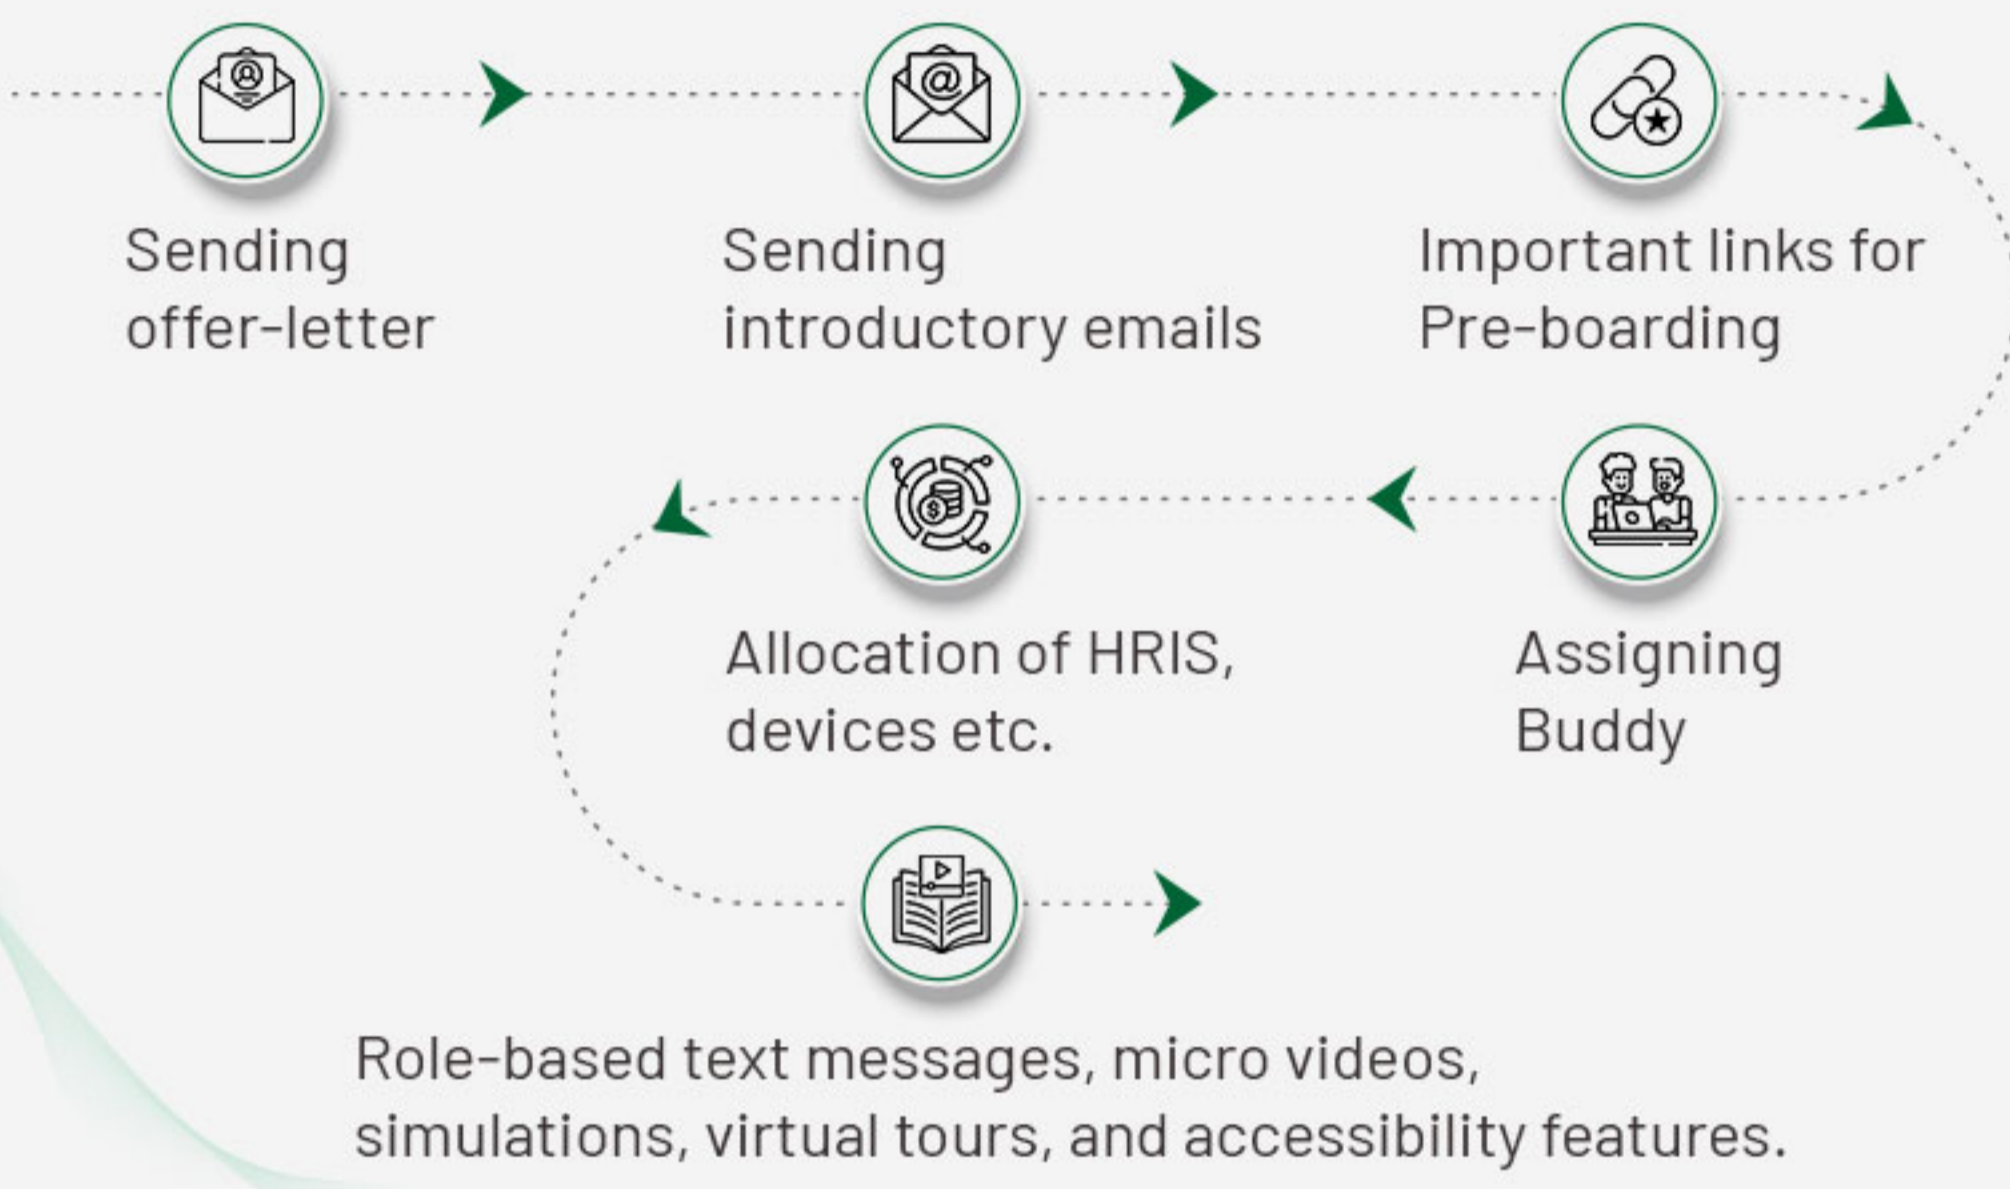 Sending
offer-letter
Sending
introductory emails
Important links for
Pre-boarding
Assigning
Buddy
Allocation of HRIS,
devices etc.
Role-based text messages, micro videos,
simulations, virtual tours, and accessibility features.